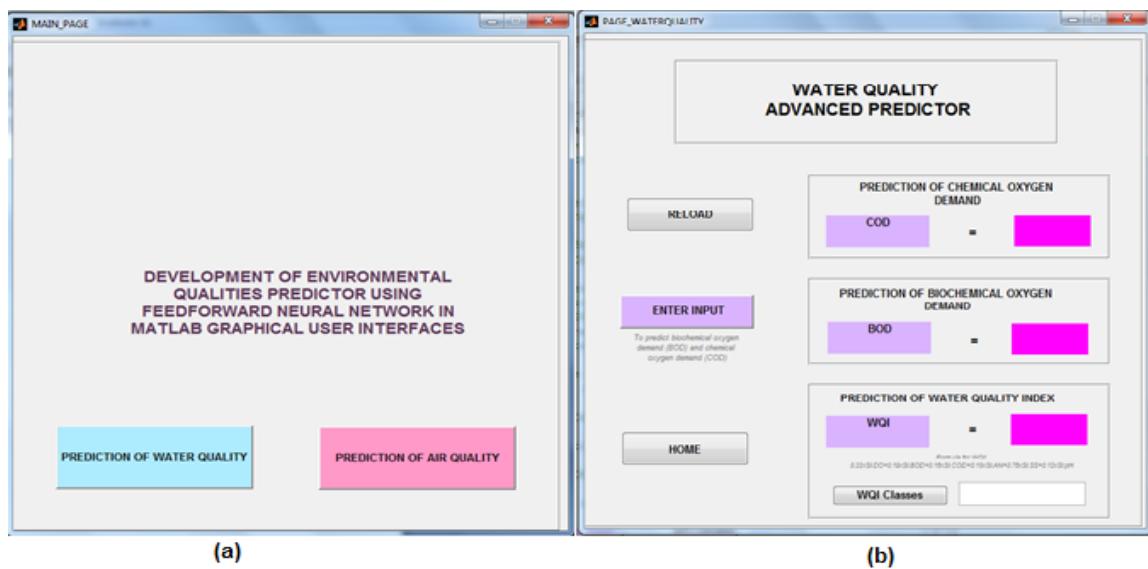 MAIN_PAGE
DEVELOPMENT OF ENVIRONMENTAL
QUALITIES PREDICTOR USING
FEEDFORWARD NEURAL NETWORK IN
MATLAB GRAPHICAL USER INTERFACES
PREDICTION OF WATER QUALITY
PREDICTION OF AIR QUALITY
(a)
PAGE_WATERQUALITY
WATER QUALITY
ADVANCED PREDICTOR
RELOAD
ENTER INPUT
To predict biochemical oxygen
demand (BOD) and chemical
oxygen demand (COD)
HOME
PREDICTION OF CHEMICAL OXYGEN
DEMAND
COD =
PREDICTION OF BIOCHEMICAL OXYGEN
DEMAND
BOD =
PREDICTION OF WATER QUALITY INDEX
WQI =
WQI Classes
(b)